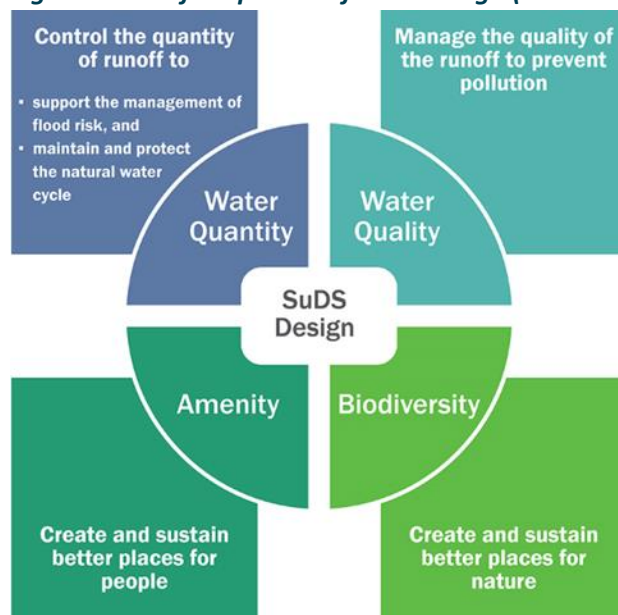 Control the quantity
of runoff to
• support the management of
flood risk, and
• maintain and protect
the natural water
cycle
Manage the quality of
the runoff to prevent
pollution
Water
Quantity
Water
Quality
SuDS
Design
Amenity
Biodiversity
Create and sustain
better places for
people
Create and sustain
better places for
nature